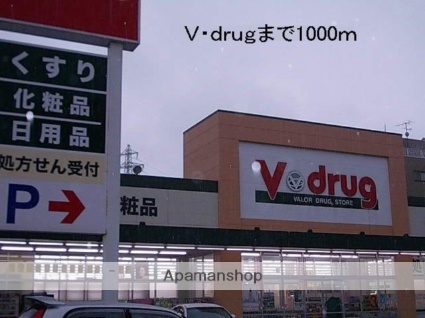 V・drugまで1000m
くすり
化粧品
日用品
処方せん受付
P→
粧品
V drug
VALOR DRUG, STORE
処
Apamanshop